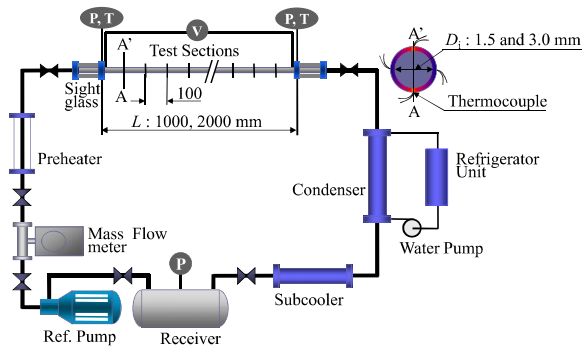 P, T
V
P, T
A'
Test Sections
A'
Di : 1.5 and 3.0 mm
Sight
glass
A
100
A
Thermocouple
L : 1000, 2000 mm
Preheater
Condenser
Refrigerator
Unit
Mass Flow
meter
Water Pump
P
Subcooler
Ref. Pump
Receiver